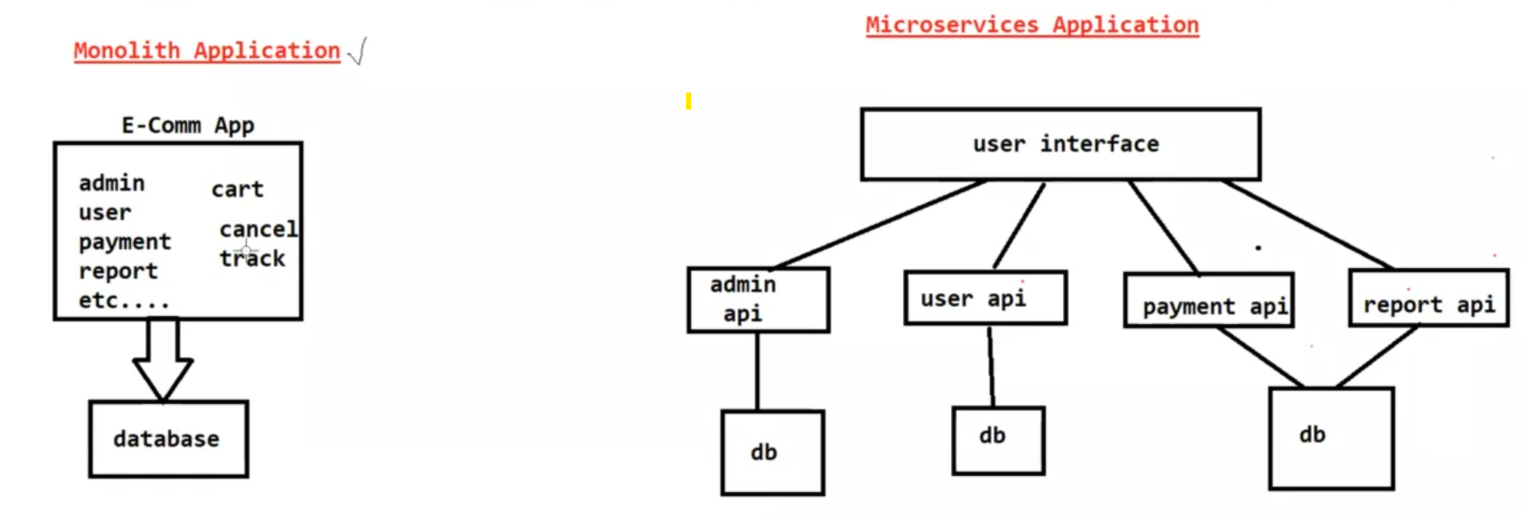 Monolith Application
E-Comm App
admin
user
payment
report
etc....
cart
cancel
track
database
Microservices Application
user interface
admin
api
user api
payment api
report api
db
db
db